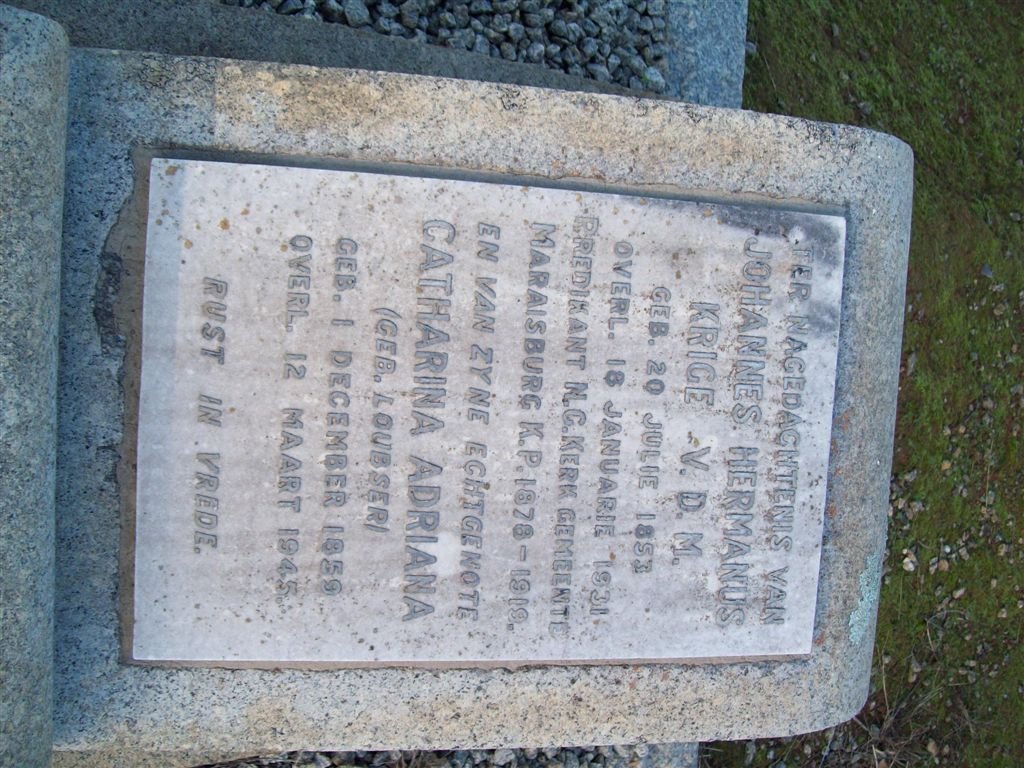 TER NAGEDACHTENIS VAN
JOHANNES HERMANUS
KRIGE V.D.M.
GEB. 20 JULIE 1853
OVERL. 18 JANUARIE 1931
PREDIKANT N.G. KERK GEMEENTE
MARAISBURG K.P. 1878-1919.
EN VAN ZYNE ECHTGENOTE
CATHARINA ADRIANA
(GEB. LOUBSER)
GEB. 1 DECEMBER 1859
OVERL. 12 MAART 1945.
RUST IN VREDE.